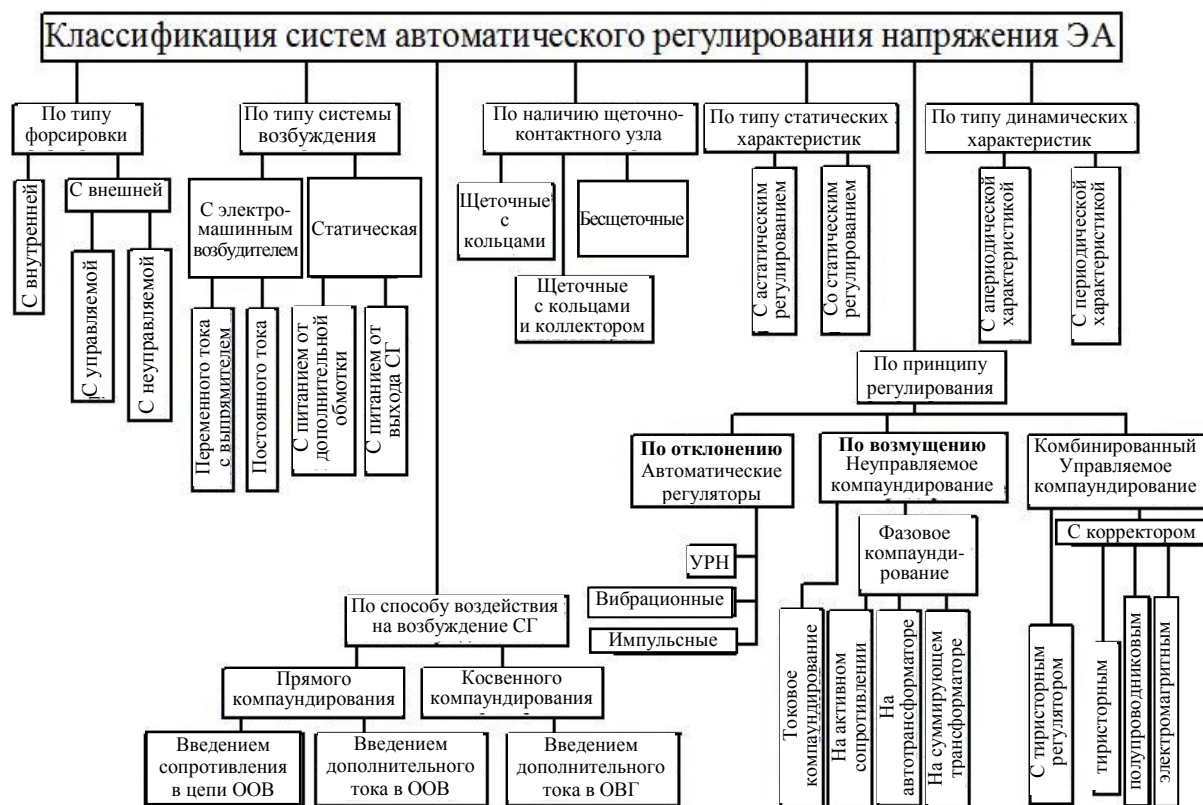 Классификация систем автоматического регулирования напряжения ЭА
По типу
форсировки
С внутренней
С внешней
С управляемой
С неуправляемой
По типу системы
возбуждения
С электро-
машинным
возбудителем
Статическая
Переменного тока
с выпрямителем
Постоянного тока
С питанием от
дополнительной
обмотки
С питанием от
выхода СГ
По наличию щеточно-
контактного узла
Щеточные
с
кольцами
Бесщеточные
Щеточные
с кольцами
и коллектором
По типу статических
характеристик
С астатическим
регулированием
Со статическим
регулированием
По типу динамических
характеристик
С апериодической
характеристикой
С периодической
характеристикой
По принципу
регулирования
По отклонению
Автоматические
регуляторы
УРН
Вибрационные
Импульсные
По возмущению
Неуправляемое
компаундирование
Фазовое
компаунди-
рование
Токовое
компаундирование
На активном
сопротивлении
На
автотрансформаторе
На суммирующем
трансформаторе
Комбинированный
Управляемое
компаундирование
С корректором
С тиристорным
регулятором
тиристорным
полупроводниковым
электромагритным
По способу воздействия
на возбуждение СГ
Прямого
компаундирования
Косвенного
компаундирования
Введением
сопротивления
в цепи ООВ
Введением
дополнительного
тока в ООВ
Введением
дополнительного
тока в ОВГ